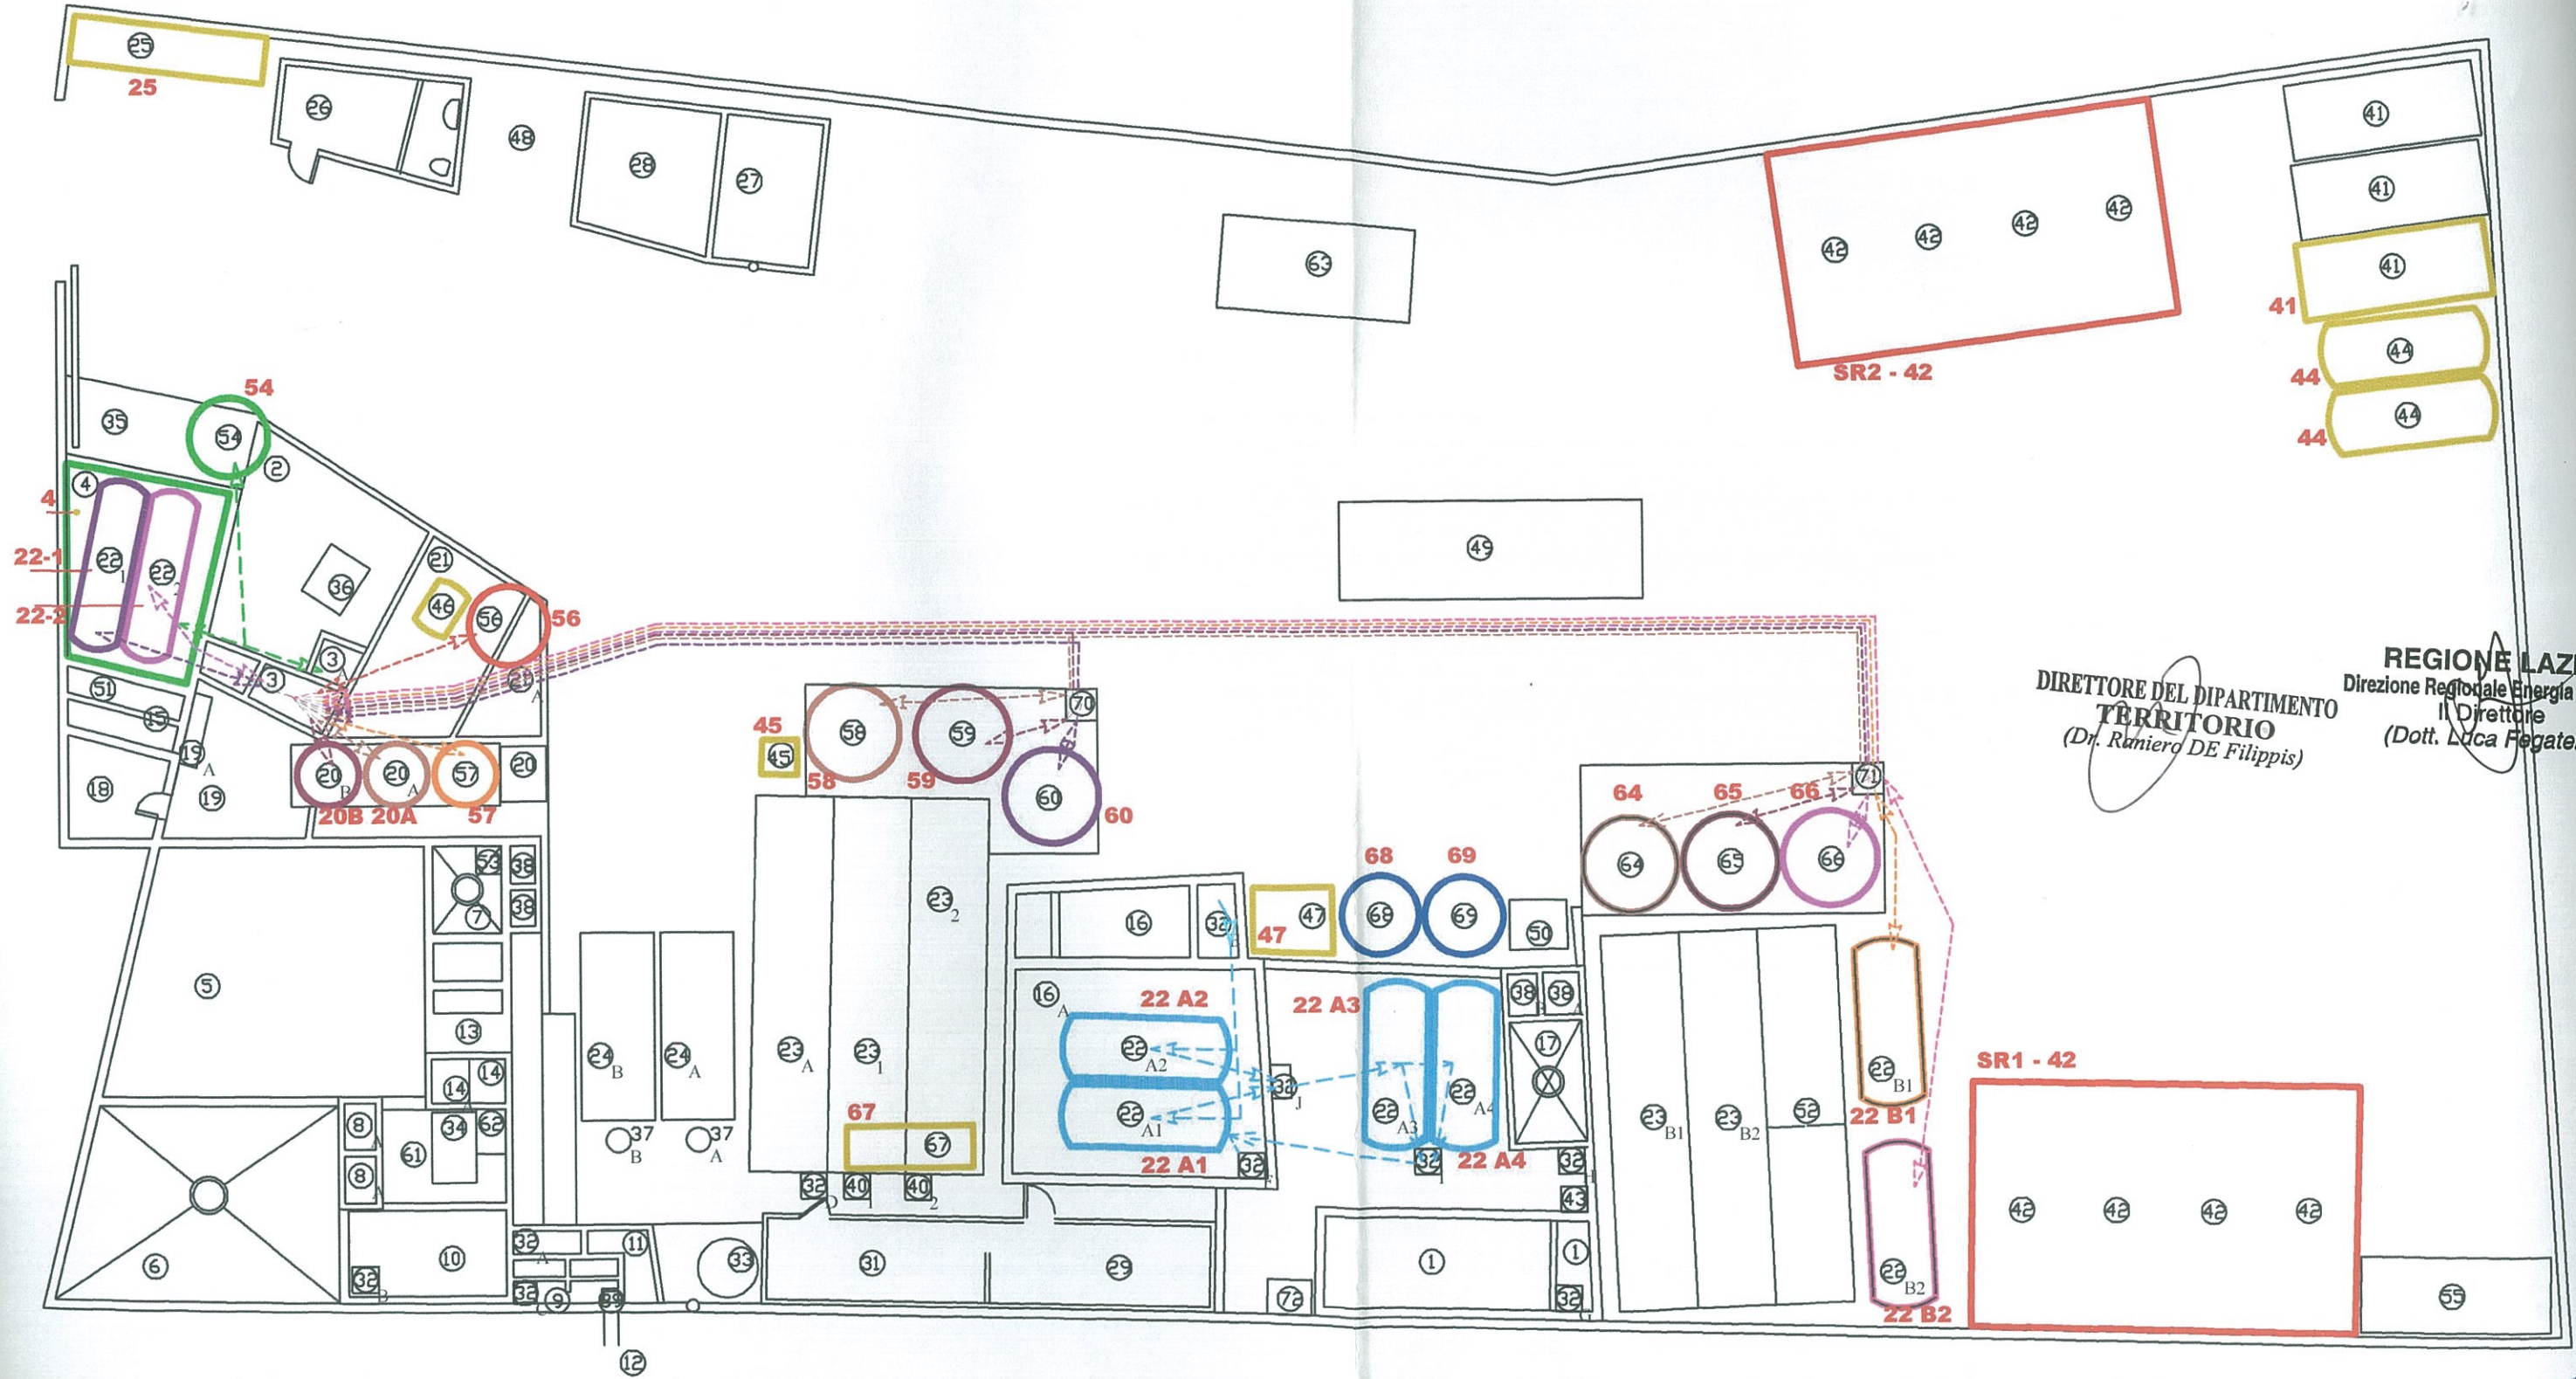 25
25
26
48
28
27
63
42
42
42
42
SR2 - 42
41
41
41
41
44
44
44
44
54
35
54
2
4
4
22-1
22 1
22 2
22-2
36
21
46
56
56
3
3 A
21 A
49
51
15
19 A
18
19
20 B
20 A
57
20
20B
20A
57
45
45
58
58
59
59
70
60
60
71
64
65
66
64
65
66
DIRETTORE DEL DIPARTIMENTO
TERRITORIO
(Dr. Raniero DE Filippis)
REGIONE LAZ
Direzione Regionale Energia
Il Direttore
(Dott. Luca Fegate
53
38
7
38
5
13
14
14 A
8 A
8 A
61
34
62
6
10
32 B
32 A
11
32 C
9
39
12
33
24 B
24 A
37 B
37 A
23 A
23 1
23 2
67
67
32 D
40 1
40 2
31
29
16
32
16 A
22 A2
22 A2
22 A1
22 A1
32
47
47
68
69
68
69
50
32 J
22 A3
22 A3
22 A4
22 A4
32 I
38
38
17
32
43
1
1
32
72
23 B1
23 B2
52
22 B1
22 B1
22 B2
22 B2
SR1 - 42
42
42
42
42
55